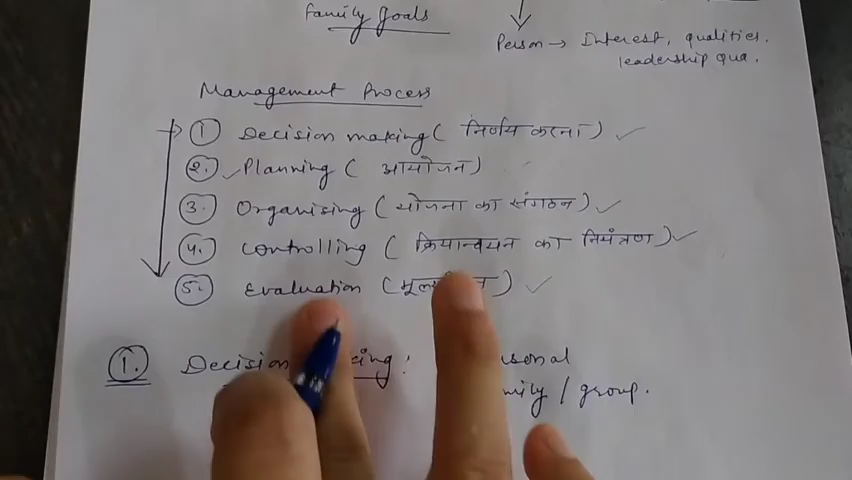 Family Goals
Person → Interest, qualities.
leadership qua.
Management Process
① Decision making ( निर्णय करना ) ✓
②. ✓ Planning ( आयोजन )
③. Organising ( योजना का संगठन ) ✓
④. Controlling ( क्रियान्वयन का नियंत्रण ) ✓
⑤. Evaluation ( ) ✓
①. Decision :
/ group.